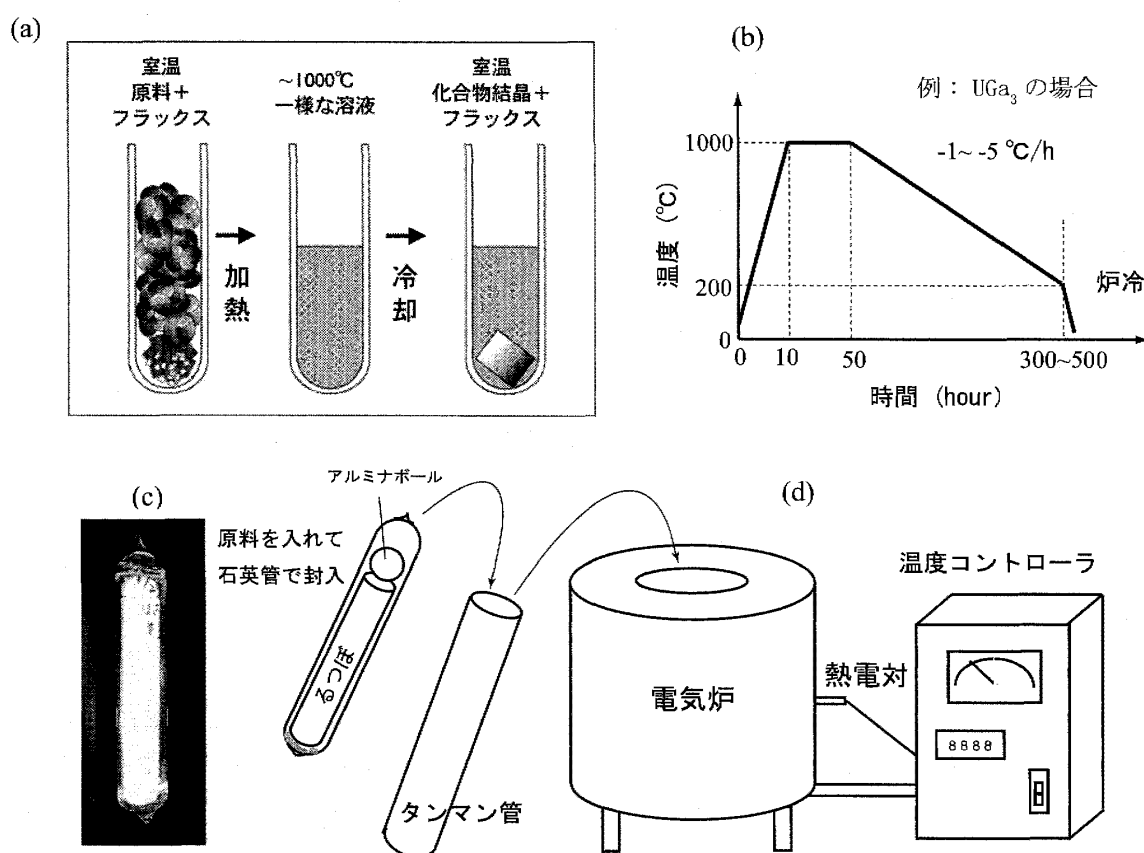 (a)
室温
原料＋
フラックス
~1000℃
一様な溶液
室温
化合物結晶＋
フラックス
加熱
冷却
(b)
例： UGa₃ の場合
-1~ -5 ℃/h
温度 (℃)
1000
200
0
0 10 50 300~500
炉冷
時間 (hour)
(c)
アルミナボール
原料を入れて
石英管で封入
るつぼ
タンマン管
(d)
電気炉
熱電対
温度コントローラ
8888